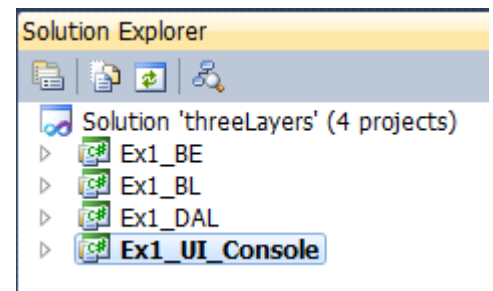 Solution Explorer
Solution 'threeLayers' (4 projects)
Ex1_BE
Ex1_BL
Ex1_DAL
Ex1_UI_Console